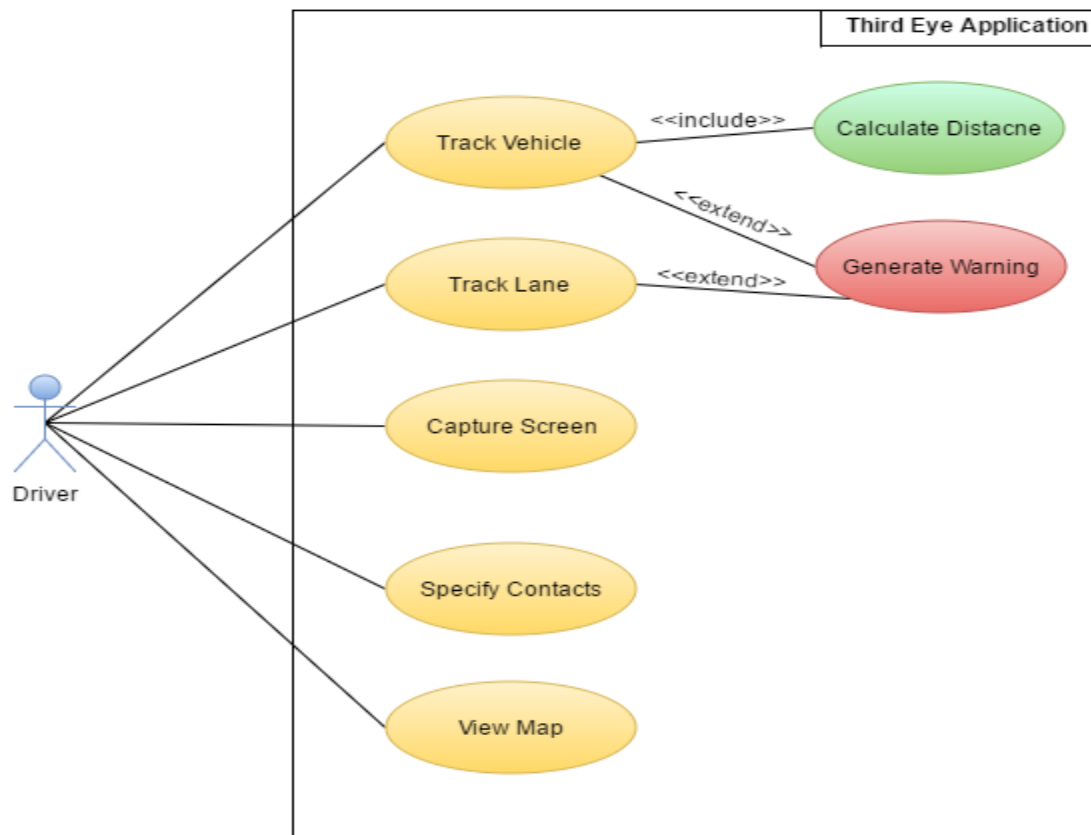 Third Eye Application
Track Vehicle
<<include>>
Calculate Distacne
<<extend>>
Generate Warning
Track Lane
<<extend>>
Capture Screen
Driver
Specify Contacts
View Map